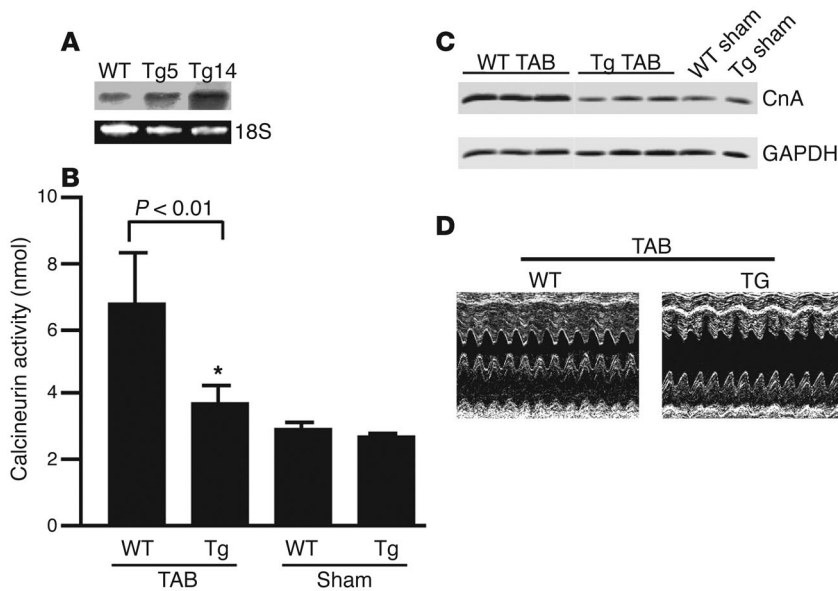 A
WT Tg5 Tg14
18S
B
10
8
6
4
2
0
Calcineurin activity (nmol)
P < 0.01
*
WT Tg WT Tg
TAB Sham
C
WT TAB Tg TAB WT sham Tg sham
CnA
GAPDH
D
TAB
WT TG